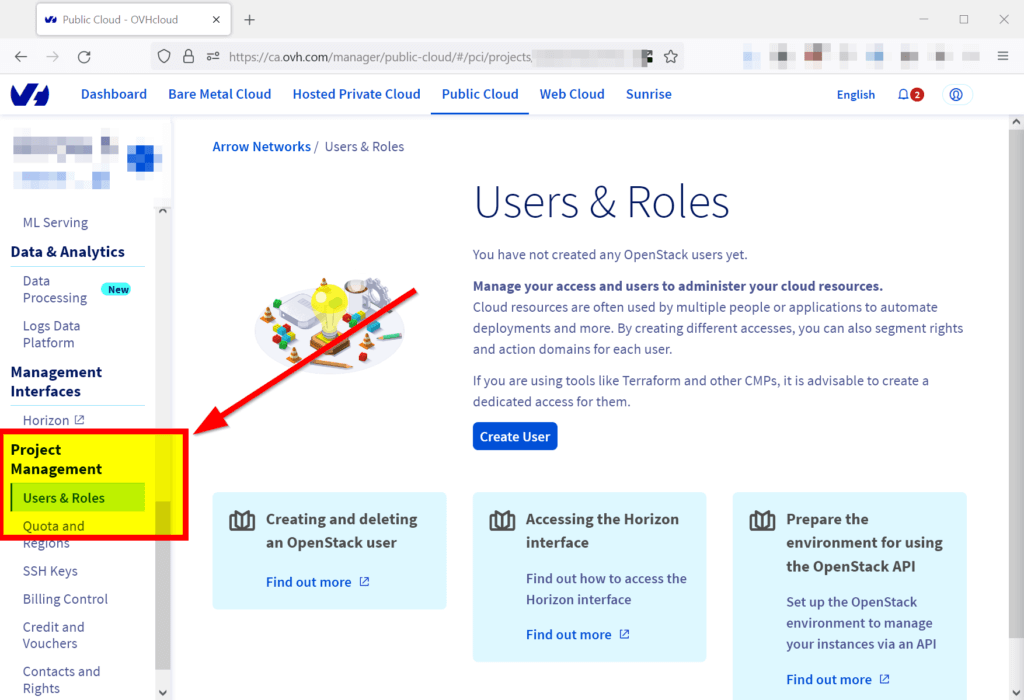 Public Cloud - OVHcloud
https://ca.ovh.com/manager/public-cloud/#/pci/projects/
Dashboard
Bare Metal Cloud
Hosted Private Cloud
Public Cloud
Web Cloud
Sunrise
English
2
ML Serving
Data & Analytics
Data
Processing
New
Logs Data
Platform
Management
Interfaces
Horizon
Project
Management
Users & Roles
Quota and
Regions
SSH Keys
Billing Control
Credit and
Vouchers
Contacts and
Rights
Arrow Networks / Users & Roles
Users & Roles
You have not created any OpenStack users yet.
Manage your access and users to administer your cloud resources.
Cloud resources are often used by multiple people or applications to automate
deployments and more. By creating different accesses, you can also segment rights
and action domains for each user.
If you are using tools like Terraform and other CMPs, it is advisable to create a
dedicated access for them.
Create User
Creating and deleting
an OpenStack user
Find out more
Accessing the Horizon
interface
Find out how to access the
Horizon interface
Find out more
Prepare the
environment for using
the OpenStack API
Set up the OpenStack
environment to manage
your instances via an API
Find out more